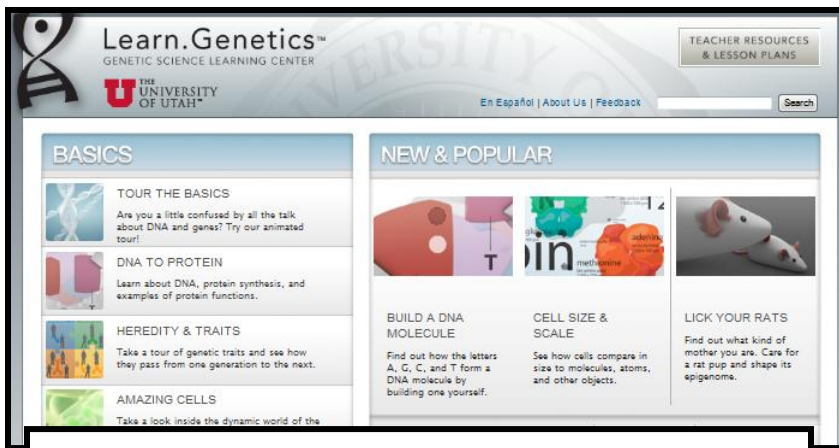 Learn.Genetics™
GENETIC SCIENCE LEARNING CENTER
THE
UNIVERSITY
OF UTAH™
TEACHER RESOURCES
& LESSON PLANS
En Español | About Us | Feedback
Search
BASICS
TOUR THE BASICS
Are you a little confused by all the talk
about DNA and genes? Try our animated
tour!
DNA TO PROTEIN
Learn about DNA, protein synthesis, and
examples of protein functions.
HEREDITY & TRAITS
Take a tour of genetic traits and see how
they pass from one generation to the next.
AMAZING CELLS
Take a look inside the dynamic world of the
NEW & POPULAR
T
adenine
methionine
BUILD A DNA
MOLECULE
Find out how the letters
A, G, C, and T form a
DNA molecule by
building one yourself.
CELL SIZE &
SCALE
See how cells compare in
size to molecules, atoms,
and other objects.
LICK YOUR RATS
Find out what kind of
mother you are. Care for
a rat pup and shape its
epigenome.